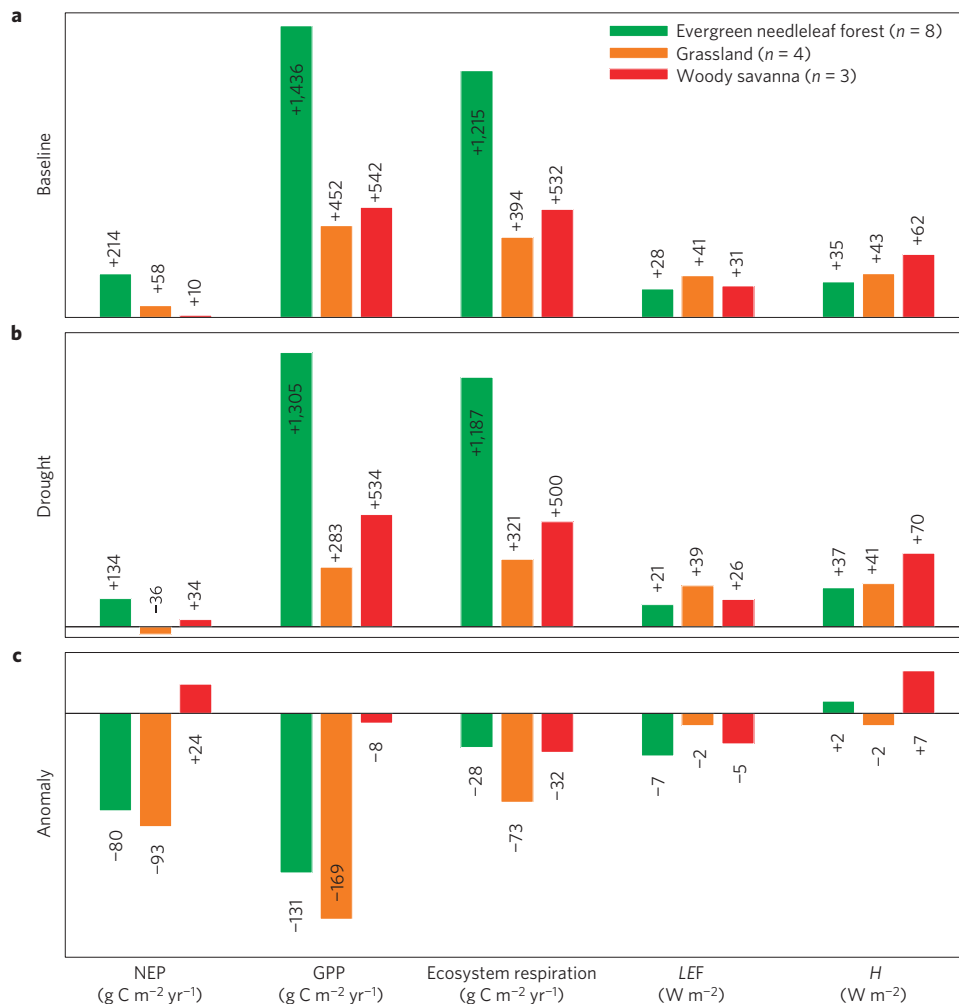 a
Evergreen needleleaf forest (n = 8)
Grassland (n = 4)
Woody savanna (n = 3)
Baseline
+214
+58
+10
+1,436
+452
+542
+1,215
+394
+532
+28
+41
+31
+35
+43
+62
b
Drought
+134
−36
+34
+1,305
+283
+534
+1,187
+321
+500
+21
+39
+26
+37
+41
+70
c
Anomaly
−80
−93
+24
−131
−169
−8
−28
−73
−32
−7
−2
−5
+2
−2
+7
NEP
(g C m⁻² yr⁻¹)
GPP
(g C m⁻² yr⁻¹)
Ecosystem respiration
(g C m⁻² yr⁻¹)
LEF
(W m⁻²)
H
(W m⁻²)